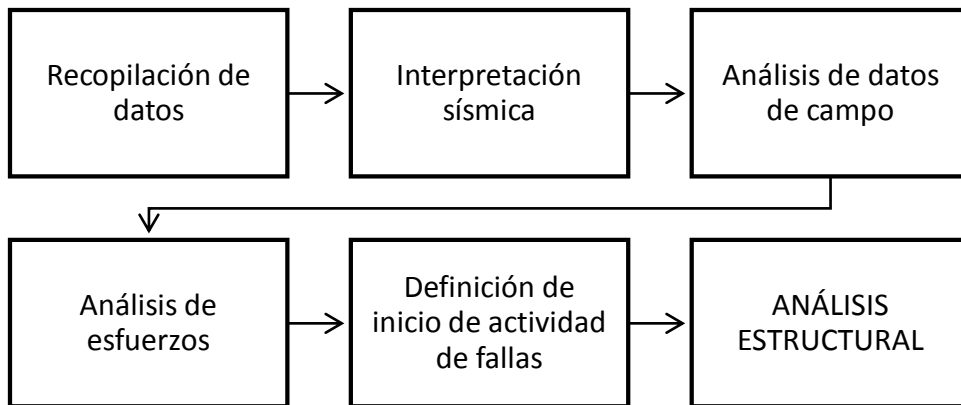 Recopilación de
datos
Interpretación
sísmica
Análisis de datos
de campo
Análisis de
esfuerzos
Definición de
inicio de actividad
de fallas
ANÁLISIS
ESTRUCTURAL